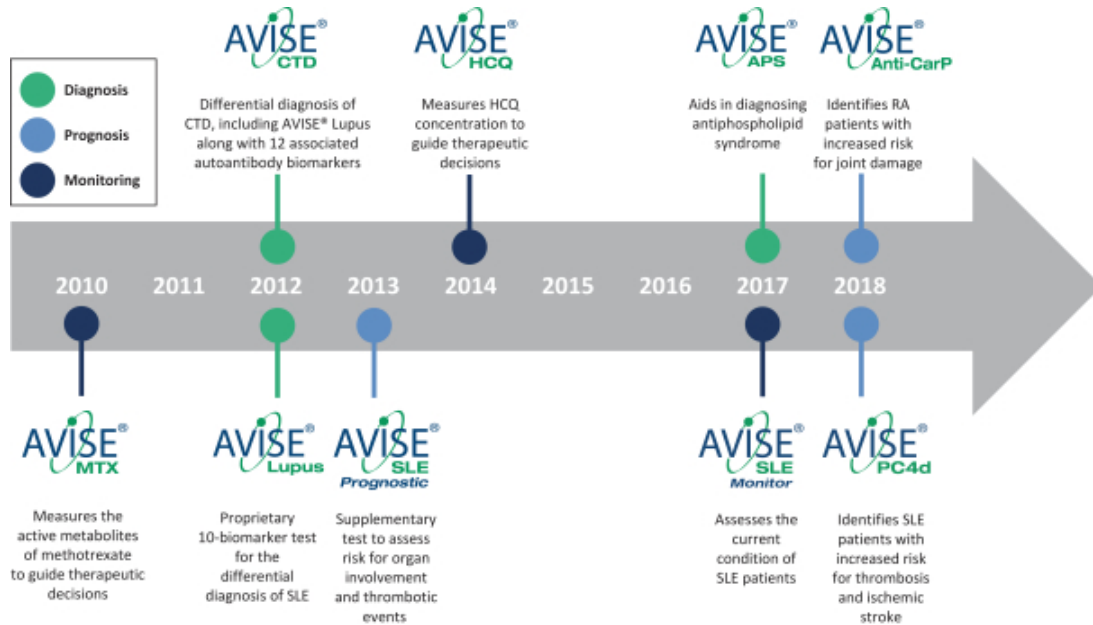 Diagnosis
Prognosis
Monitoring
AVISE®
CTD
Differential diagnosis of
CTD, including AVISE® Lupus
along with 12 associated
autoantibody biomarkers
AVISE®
HCQ
Measures HCQ
concentration to
guide therapeutic
decisions
AVISE®
APS
Aids in diagnosing
antiphospholipid
syndrome
AVISE®
Anti-CarP
Identifies RA
patients with
increased risk
for joint damage
2010 2011 2012 2013 2014 2015 2016 2017 2018
AVISE®
MTX
Measures the
active metabolites
of methotrexate
to guide therapeutic
decisions
AVISE®
Lupus
Proprietary
10-biomarker test
for the
differential
diagnosis of SLE
AVISE®
SLE
Prognostic
Supplementary
test to assess
risk for organ
involvement
and thrombotic
events
AVISE®
SLE
Monitor
Assesses the
current
condition of
SLE patients
AVISE®
PC4d
Identifies SLE
patients with
increased risk
for thrombosis
and ischemic
stroke